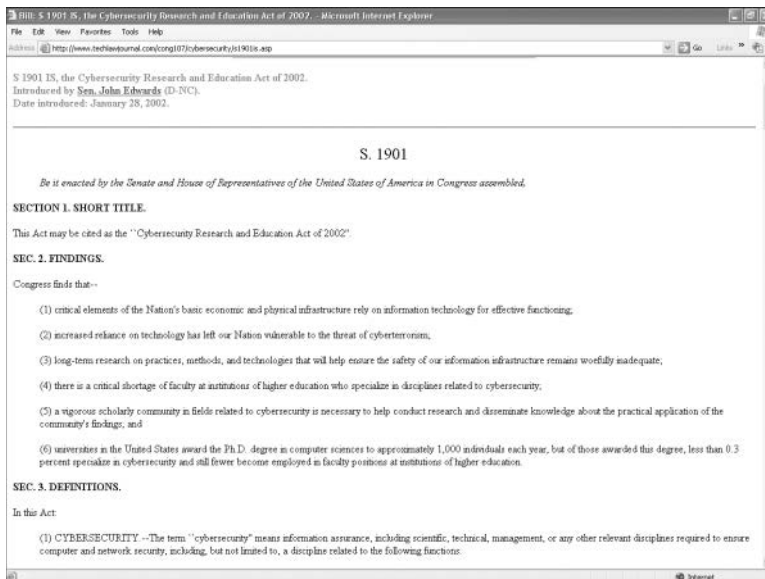 Bill: S 1901 IS, the Cybersecurity Research and Education Act of 2002. - Microsoft Internet Explorer
File Edit View Favorites Tools Help
Address http://www.techlawjournal.com/cong107/cybersecurity/s1901is.asp Go Links »
S 1901 IS, the Cybersecurity Research and Education Act of 2002.
Introduced by Sen. John Edwards (D-NC).
Date introduced: January 28, 2002.
S. 1901
Be it enacted by the Senate and House of Representatives of the United States of America in Congress assembled,
SECTION 1. SHORT TITLE.
This Act may be cited as the ``Cybersecurity Research and Education Act of 2002''.
SEC. 2. FINDINGS.
Congress finds that--
(1) critical elements of the Nation's basic economic and physical infrastructure rely on information technology for effective functioning;
(2) increased reliance on technology has left our Nation vulnerable to the threat of cyberterrorism;
(3) long-term research on practices, methods, and technologies that will help ensure the safety of our information infrastructure remains woefully inadequate;
(4) there is a critical shortage of faculty at institutions of higher education who specialize in disciplines related to cybersecurity;
(5) a vigorous scholarly community in fields related to cybersecurity is necessary to help conduct research and disseminate knowledge about the practical application of the
community's findings; and
(6) universities in the United States award the Ph.D. degree in computer sciences to approximately 1,000 individuals each year, but of those awarded this degree, less than 0.3
percent specialize in cybersecurity and still fewer become employed in faculty positions at institutions of higher education.
SEC. 3. DEFINITIONS.
In this Act:
(1) CYBERSECURITY.--The term ``cybersecurity'' means information assurance, including scientific, technical, management, or any other relevant disciplines required to ensure
computer and network security, including, but not limited to, a discipline related to the following functions:
Internet